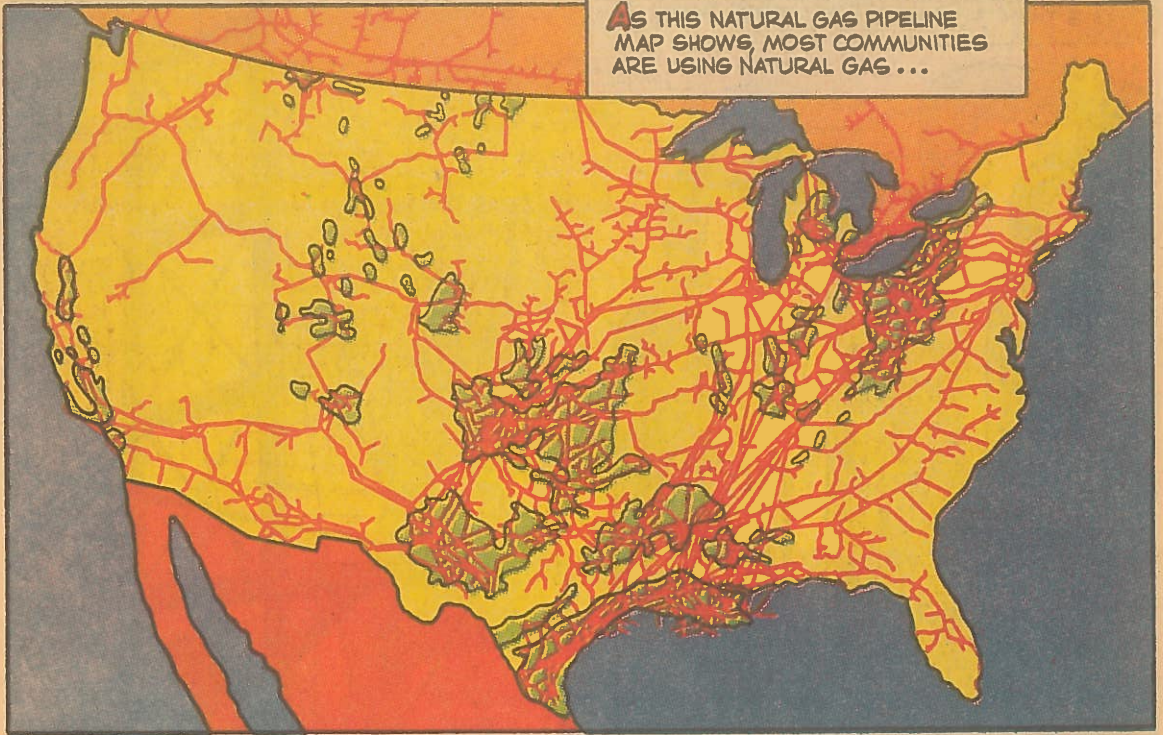 AS THIS NATURAL GAS PIPELINE
MAP SHOWS, MOST COMMUNITIES
ARE USING NATURAL GAS...